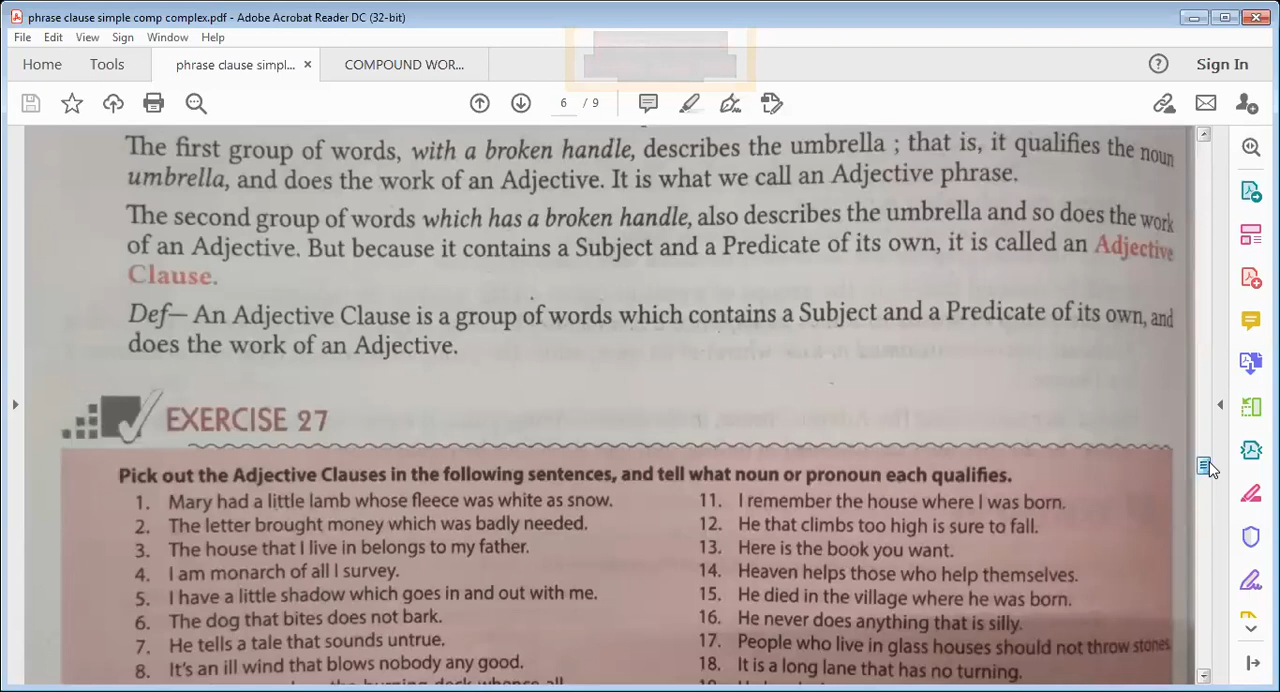 phrase clause simple comp complex.pdf - Adobe Acrobat Reader DC (32-bit)
File Edit View Sign Window Help
Home Tools phrase clause simpl... × COMPOUND WOR... Sign In
6 / 9
The first group of words, with a broken handle, describes the umbrella ; that is, it qualifies the noun
umbrella, and does the work of an Adjective. It is what we call an Adjective phrase.
The second group of words which has a broken handle, also describes the umbrella and so does the work
of an Adjective. But because it contains a Subject and a Predicate of its own, it is called an Adjective
Clause.
Def— An Adjective Clause is a group of words which contains a Subject and a Predicate of its own, and
does the work of an Adjective.
EXERCISE 27
Pick out the Adjective Clauses in the following sentences, and tell what noun or pronoun each qualifies.
1. Mary had a little lamb whose fleece was white as snow.
2. The letter brought money which was badly needed.
3. The house that I live in belongs to my father.
4. I am monarch of all I survey.
5. I have a little shadow which goes in and out with me.
6. The dog that bites does not bark.
7. He tells a tale that sounds untrue.
8. It's an ill wind that blows nobody any good.
11. I remember the house where I was born.
12. He that climbs too high is sure to fall.
13. Here is the book you want.
14. Heaven helps those who help themselves.
15. He died in the village where he was born.
16. He never does anything that is silly.
17. People who live in glass houses should not throw stones
18. It is a long lane that has no turning.